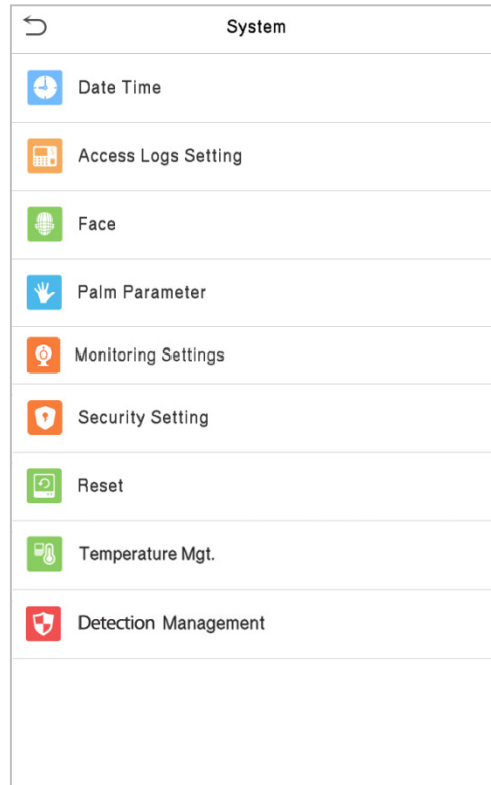 System
Date Time
Access Logs Setting
Face
Palm Parameter
Monitoring Settings
Security Setting
Reset
Temperature Mgt.
Detection Management